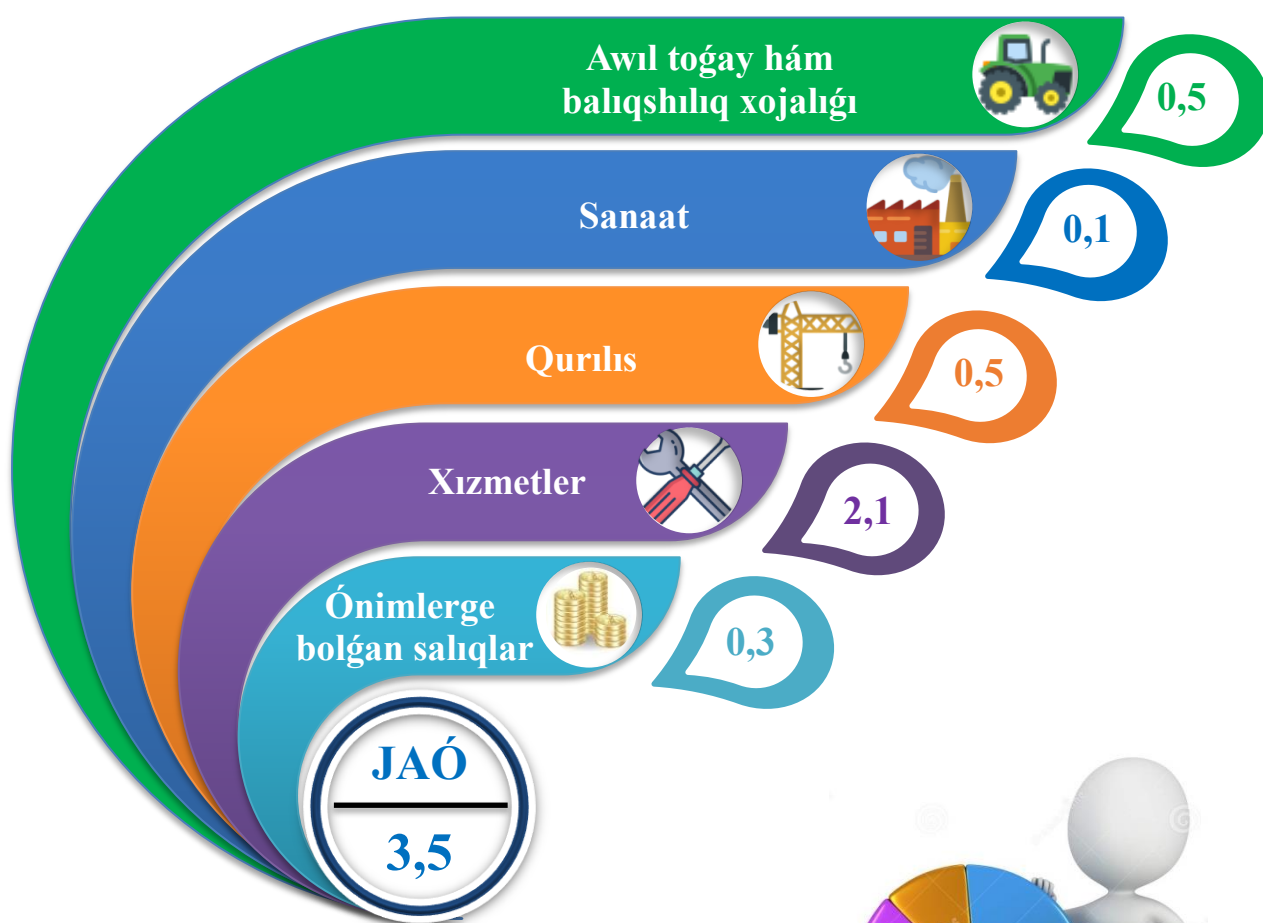 Awıl toǵay hám
balıqshılıq xojalıǵı
0,5
Sanaat
0,1
Qurılıs
0,5
Xızmetler
2,1
Ónimlerge
bolǵan salıqlar
0,3
JAÓ
3,5